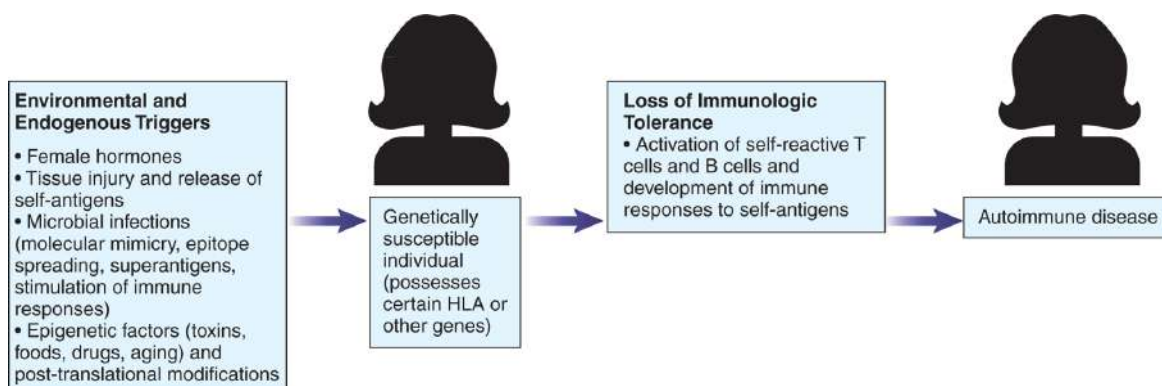 Environmental and
Endogenous Triggers
• Female hormones
• Tissue injury and release of
self-antigens
• Microbial infections
(molecular mimicry, epitope
spreading, superantigens,
stimulation of immune
responses)
• Epigenetic factors (toxins,
foods, drugs, aging) and
post-translational modifications
Genetically
susceptible
individual
(possesses
certain HLA or
other genes)
Loss of Immunologic
Tolerance
• Activation of self-reactive T
cells and B cells and
development of immune
responses to self-antigens
Autoimmune disease